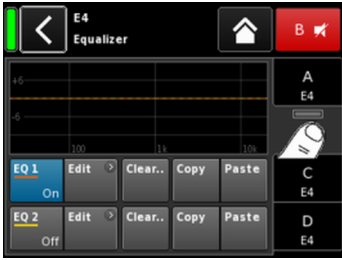 E4
Equalizer
B
+6
-6
100
1k
10k
A
E4
C
E4
D
E4
EQ 1
On
Edit
Clear..
Copy
Paste
EQ 2
Off
Edit
Clear..
Copy
Paste